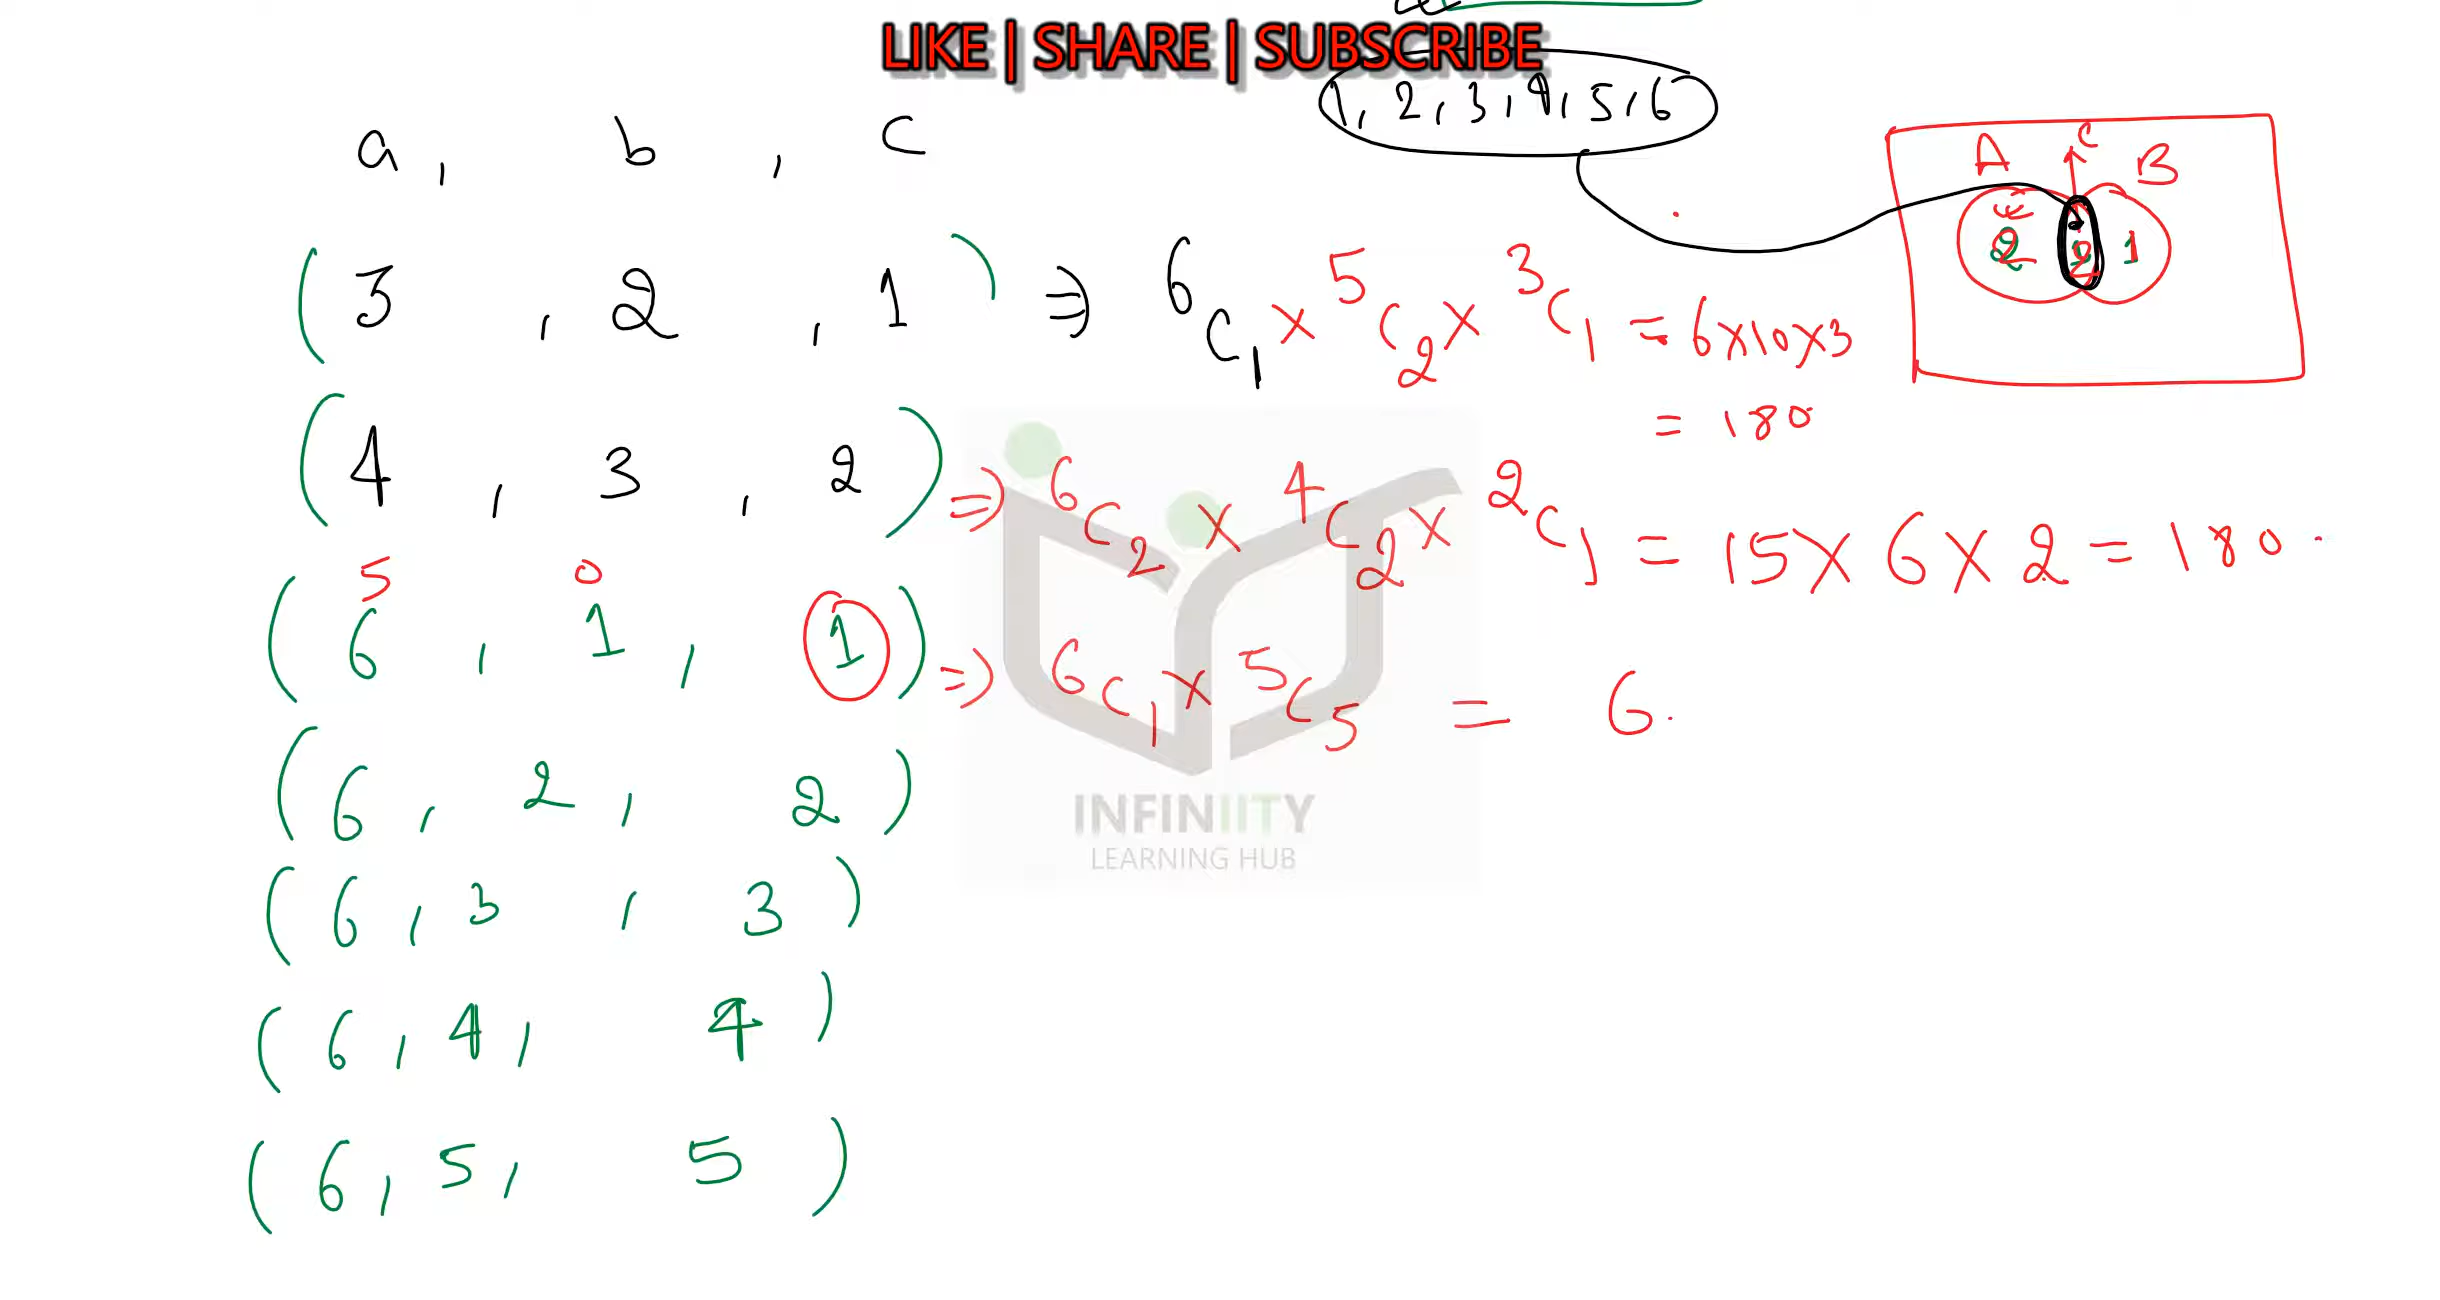 LIKE | SHARE | SUBSCRIBE
1, 2, 3, 4, 5, 6
a, b, c
A C B
2 2 1
(3, 2, 1) ⇒ ⁶C₁ × ⁵C₂ × ³C₁ = 6×10×3
= 180
(4, 3, 2) ⇒ ⁶C₂ × ⁴C₂ × ²C₁ = 15 × 6 × 2 = 180.
5 0
(6, 1, 1) ⇒ ⁶C₁ × ⁵C₅ = 6.
(6, 2, 2)
INFINIITY
LEARNING HUB
(6, 3, 3)
(6, 4, 4)
(6, 5, 5)